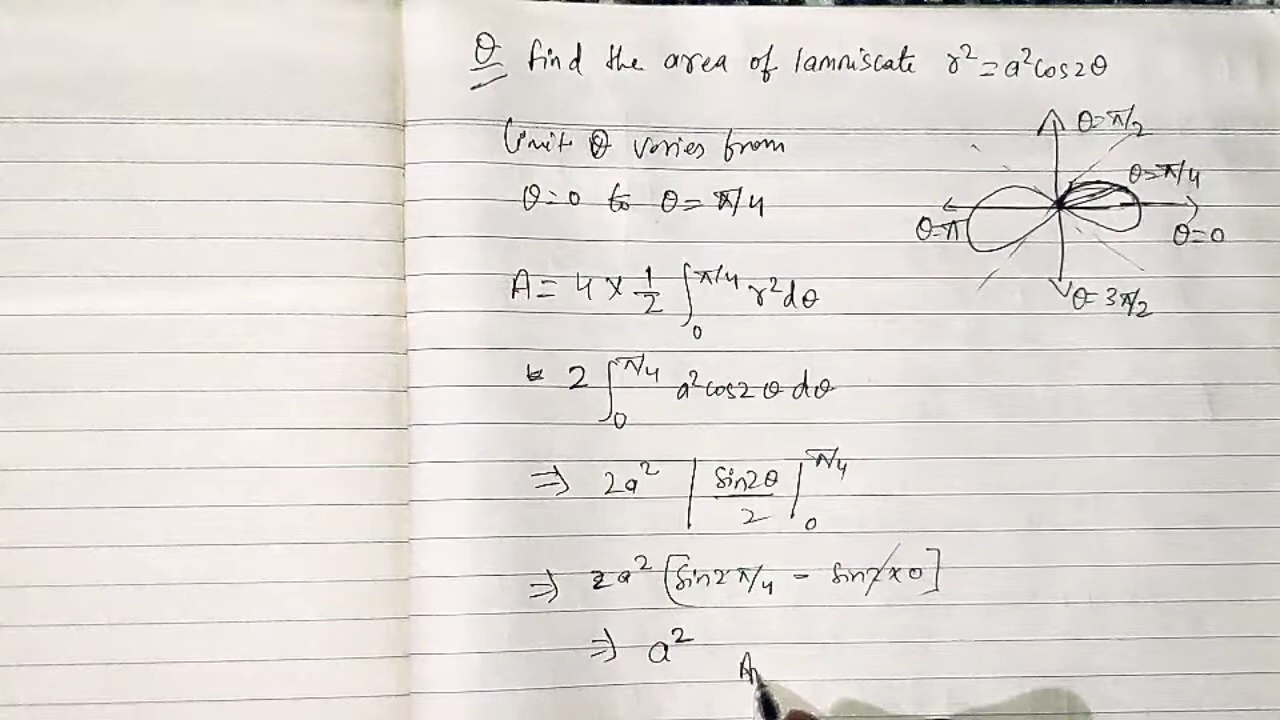 Q find the area of lamniscate r²=a²cos2θ
limit θ varies from
θ=0 to θ=π/4
A= 4×1/2 ∫₀^π/4 r²dθ
2 ∫₀^π/4 a²cos2θ dθ
⇒ 2a² |sin2θ/2|₀^π/4
⇒ 2a² [sin2π/4 - sin2×0]
⇒ a²
θ=π/2
θ=π/4
θ=π
θ=0
θ=3π/2